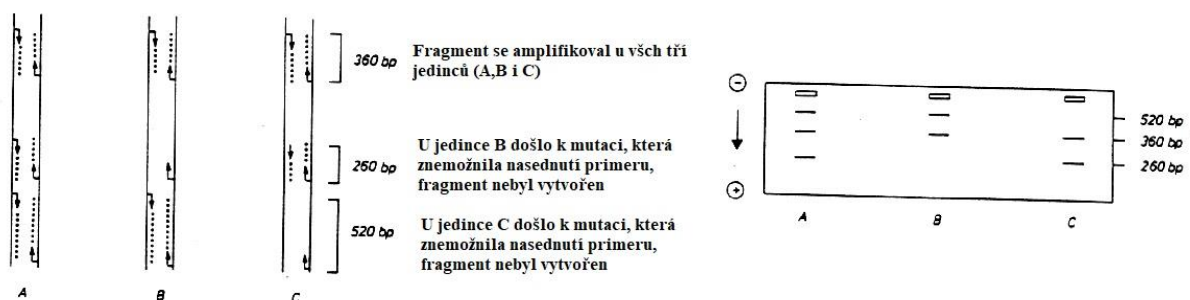 360 bp
Fragment se amplifikoval u všch tří
jedinců (A,B i C)
260 bp
U jedince B došlo k mutaci, která
znemožnila nasednutí primeru,
fragment nebyl vytvořen
520 bp
U jedince C došlo k mutaci, která
znemožnila nasednutí primeru,
fragment nebyl vytvořen
A
B
C
−
+
520 bp
360 bp
260 bp
A
B
C